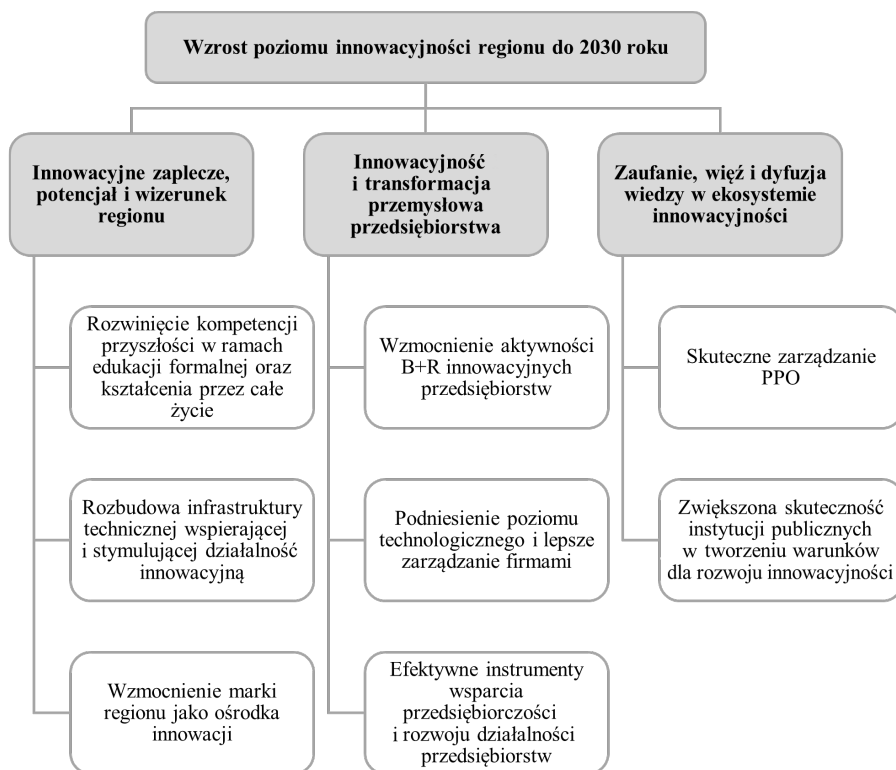 Wzrost poziomu innowacyjności regionu do 2030 roku
Innowacyjne zaplecze,
potencjał i wizerunek
regionu
Rozwinięcie kompetencji
przyszłości w ramach
edukacji formalnej oraz
kształcenia przez całe
życie
Rozbudowa infrastruktury
technicznej wspierającej
i stymulującej działalność
innowacyjną
Wzmocnienie marki
regionu jako ośrodka
innowacji
Innowacyjność
i transformacja
przemysłowa
przedsiębiorstwa
Wzmocnienie aktywności
B+R innowacyjnych
przedsiębiorstw
Podniesienie poziomu
technologicznego i lepsze
zarządzanie firmami
Efektywne instrumenty
wsparcia
przedsiębiorczości
i rozwoju działalności
przedsiębiorstw
Zaufanie, więź i dyfuzja
wiedzy w ekosystemie
innowacyjności
Skuteczne zarządzanie
PPO
Zwiększona skuteczność
instytucji publicznych
w tworzeniu warunków
dla rozwoju innowacyjności